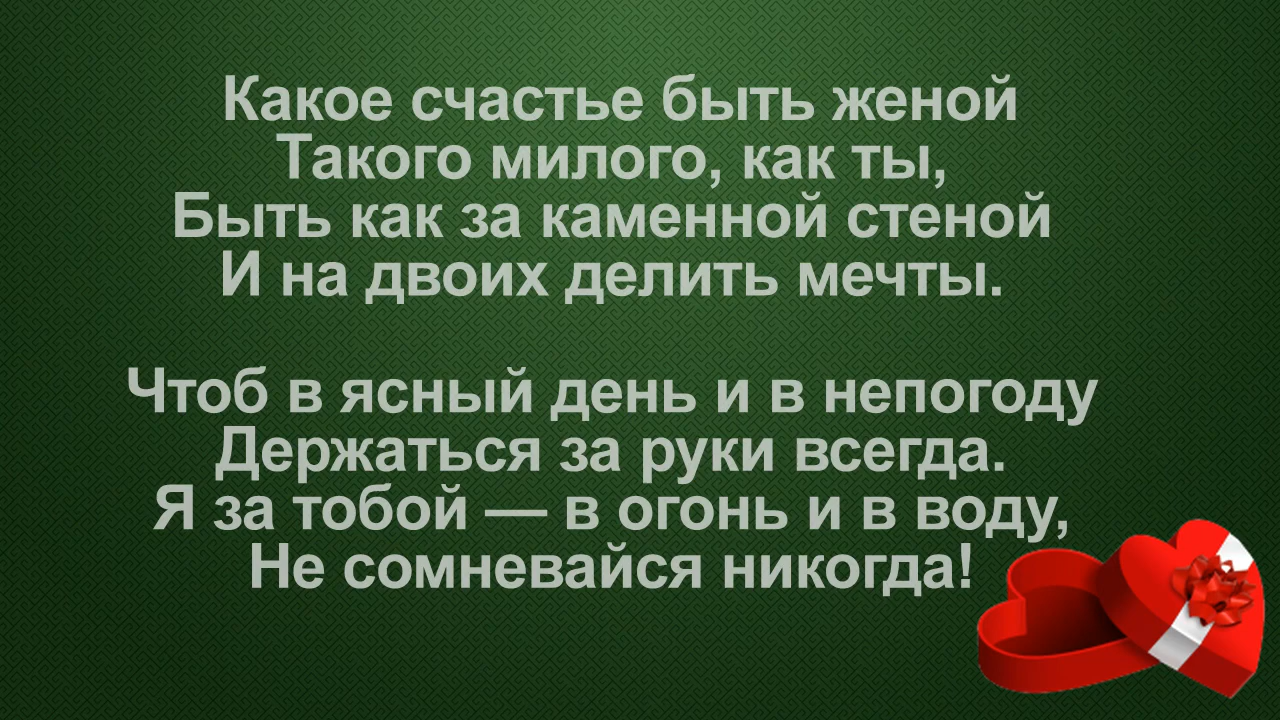 Какое счастье быть женой
Такого милого, как ты,
Быть как за каменной стеной
И на двоих делить мечты.
Чтоб в ясный день и в непогоду
Держаться за руки всегда.
Я за тобой — в огонь и в воду,
Не сомневайся никогда!